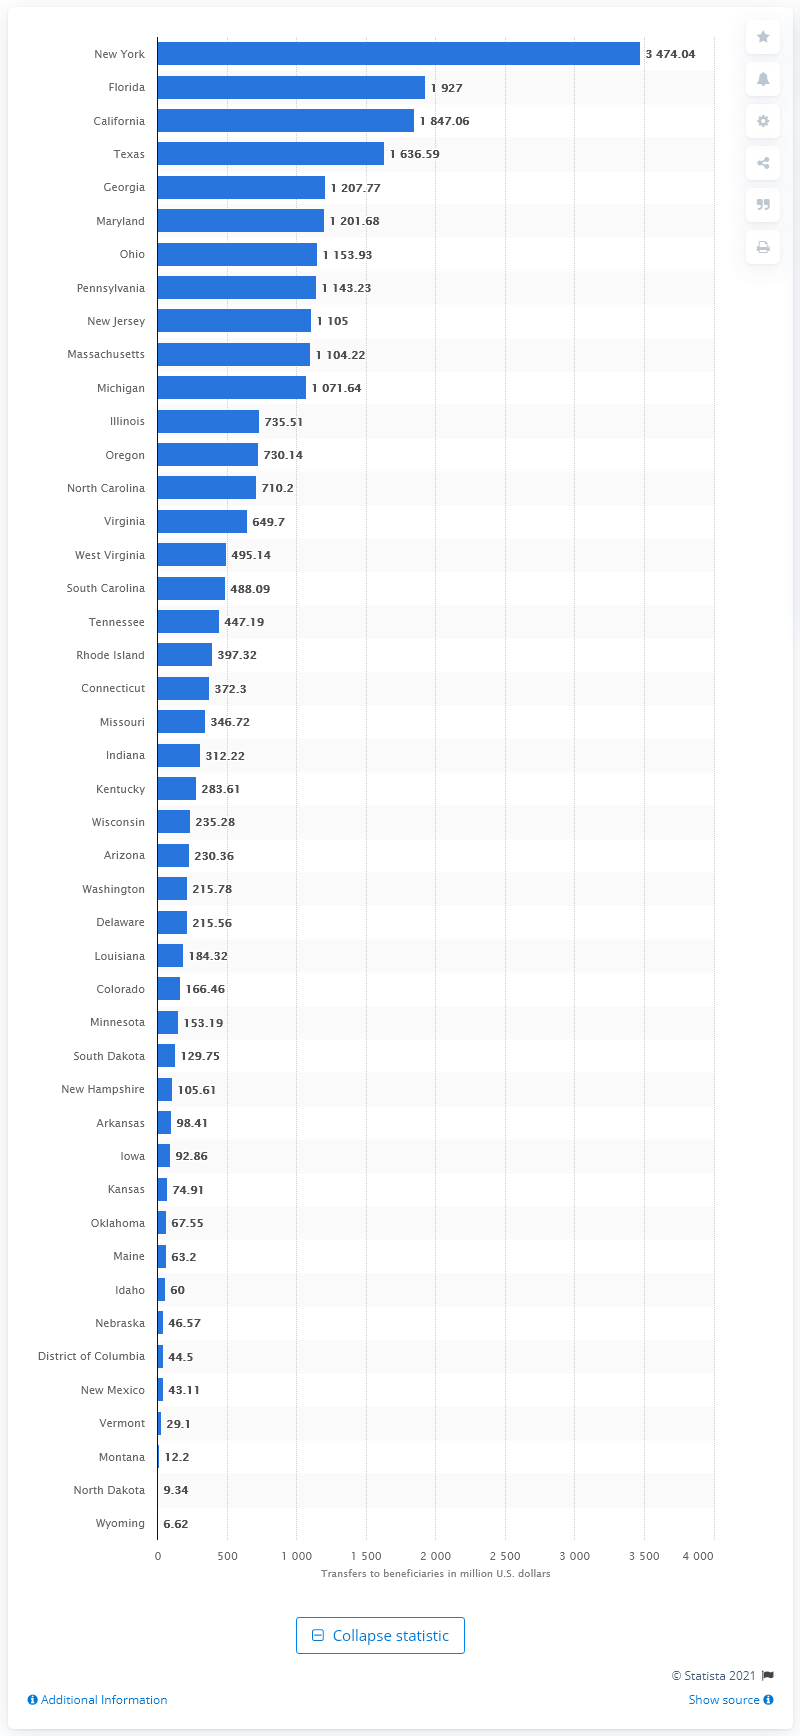 New York 3 474.04
Florida 1 927
California 1 847.06
Texas 1 636.59
Georgia 1 207.77
Maryland 1 201.68
Ohio 1 153.93
Pennsylvania 1 143.23
New Jersey 1 105
Massachusetts 1 104.22
Michigan 1 071.64
Illinois 735.51
Oregon 730.14
North Carolina 710.2
Virginia 649.7
West Virginia 495.14
South Carolina 488.09
Tennessee 447.19
Rhode Island 397.32
Connecticut 372.3
Missouri 346.72
Indiana 312.22
Kentucky 283.61
Wisconsin 235.28
Arizona 230.36
Washington 215.78
Delaware 215.56
Louisiana 184.32
Colorado 166.46
Minnesota 153.19
South Dakota 129.75
New Hampshire 105.61
Arkansas 98.41
Iowa 92.86
Kansas 74.91
Oklahoma 67.55
Maine 63.2
Idaho 60
Nebraska 46.57
District of Columbia 44.5
New Mexico 43.11
Vermont 29.1
Montana 12.2
North Dakota 9.34
Wyoming 6.62
0 500 1 000 1 500 2 000 2 500 3 000 3 500 4 000
Transfers to beneficiaries in million U.S. dollars
Collapse statistic
© Statista 2021
Additional Information Show source